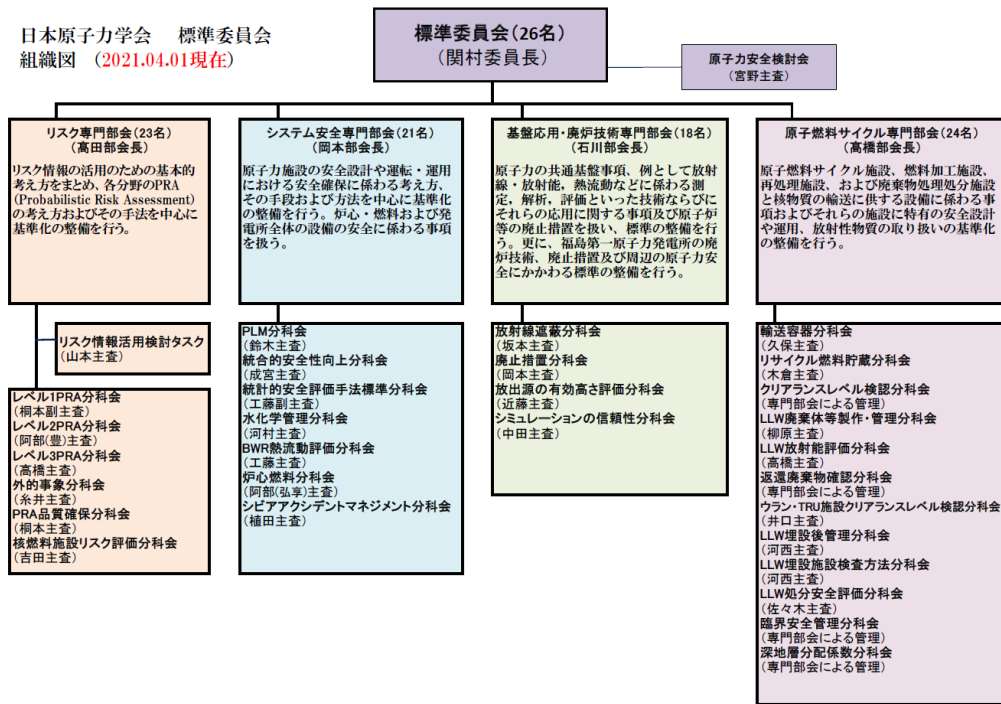 日本原子力学会 標準委員会
組織図 (2021.04.01現在)
標準委員会(26名)
(関村委員長)
原子力安全検討会
(宮野主査)
リスク専門部会(23名)
(高田部会長)
リスク情報の活用のための基本的
考え方をまとめ、各分野のPRA
(Probabilistic Risk Assessment)
の考え方およびその手法を中心に
基準化の整備を行う。
リスク情報活用検討タスク
(山本主査)
レベル1PRA分科会
(桐本副主査)
レベル2PRA分科会
(阿部(豊)主査)
レベル3PRA分科会
(高橋主査)
外的事象分科会
(糸井主査)
PRA品質確保分科会
(桐本主査)
核燃料施設リスク評価分科会
(吉田主査)
システム安全専門部会(21名)
(岡本部会長)
原子力施設の安全設計や運転・運用
における安全確保に係わる考え方、
その手段および方法を中心に基準化
の整備を行う。炉心・燃料および発
電所全体の設備の安全に係わる事項
を扱う。
PLM分科会
(鈴木主査)
統合的安全性向上分科会
(成宮主査)
統計的安全評価手法標準分科会
(工藤副主査)
水化学管理分科会
(河村主査)
BWR熱流動評価分科会
(工藤主査)
炉心燃料分科会
(阿部(弘亨)主査)
シビアアクシデントマネジメント分科会
(植田主査)
基盤応用・廃炉技術専門部会(18名)
(石川部会長)
原子力の共通基盤事項、例として放射
線・放射能，熱流動などに係わる測
定，解析，評価といった技術ならびに
それらの応用に関する事項及び原子炉
等の廃止措置を扱い、標準の整備を行
う。更に、福島第一原子力発電所の廃
炉技術、廃止措置及び周辺の原子力安
全にかかわる標準の整備を行う。
放射線遮蔽分科会
(坂本主査)
廃止措置分科会
(岡本主査)
放出源の有効高さ評価分科会
(近藤主査)
シミュレーションの信頼性分科会
(中田主査)
原子燃料サイクル専門部会(24名)
(高橋部会長)
原子燃料サイクル施設、燃料加工施設、
再処理施設、および廃棄物処理処分施設
と核物質の輸送に供する設備に係わる事
項およびそれらの施設に特有の安全設計
や運用、放射性物質の取り扱いの基準化
の整備を行う。
輸送容器分科会
(久保主査)
リサイクル燃料貯蔵分科会
(木倉主査)
クリアランスレベル検認分科会
(専門部会による管理)
LLW廃棄体等製作・管理分科会
(柳原主査)
LLW放射能評価分科会
(高橋主査)
返還廃棄物確認分科会
(専門部会による管理)
ウラン・TRU施設クリアランスレベル検認分科会
(井口主査)
LLW埋設後管理分科会
(河西主査)
LLW埋設施設検査方法分科会
(河西主査)
LLW処分安全評価分科会
(佐々木主査)
臨界安全管理分科会
(専門部会による管理)
深地層分配係数分科会
(専門部会による管理)